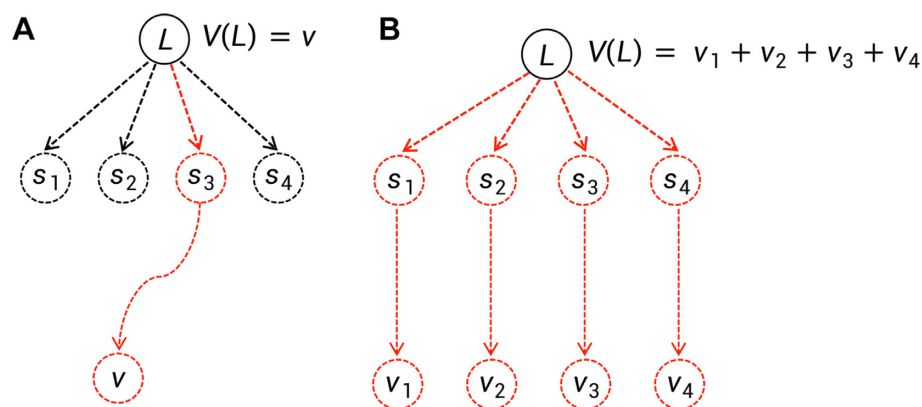 A
L V(L) = v
s₁ s₂ s₃ s₄
v
B
L V(L) = v₁ + v₂ + v₃ + v₄
s₁ s₂ s₃ s₄
v₁ v₂ v₃ v₄